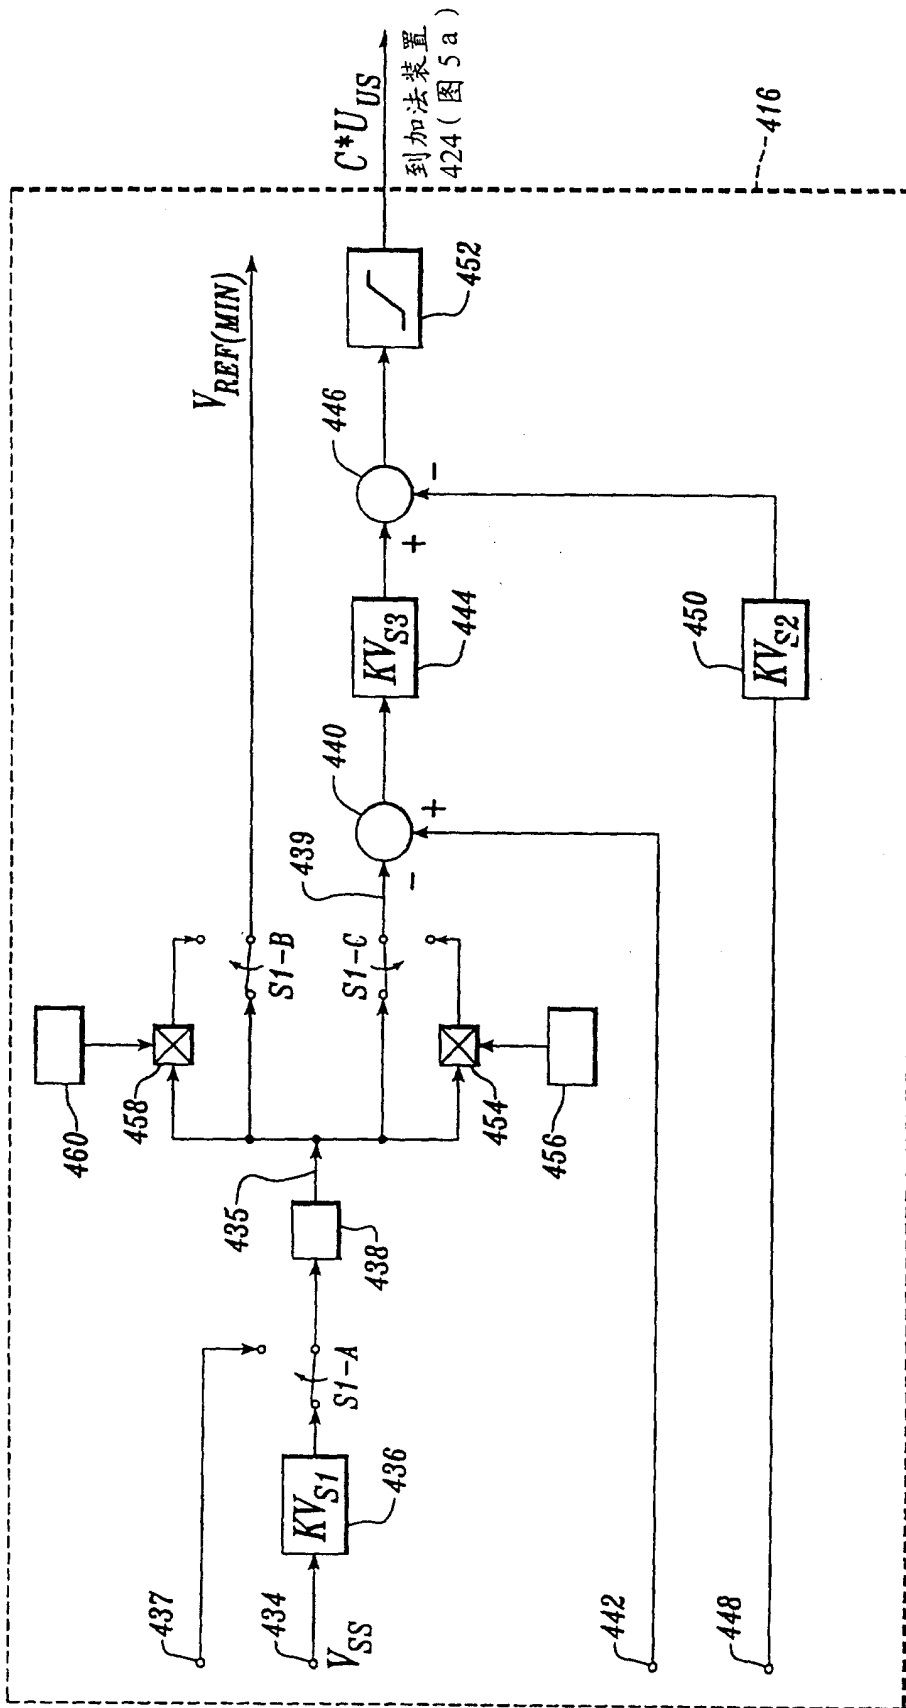 437
434
V_SS
KV_S1
436
S1-A
438
435
460
458
S1-B
V_REF(MIN)
S1-C
454
456
439
440
-
+
KV_S3
444
446
+
-
452
C*U_US
到加法装置
424(图5a)
442
448
KV_S2
450
416